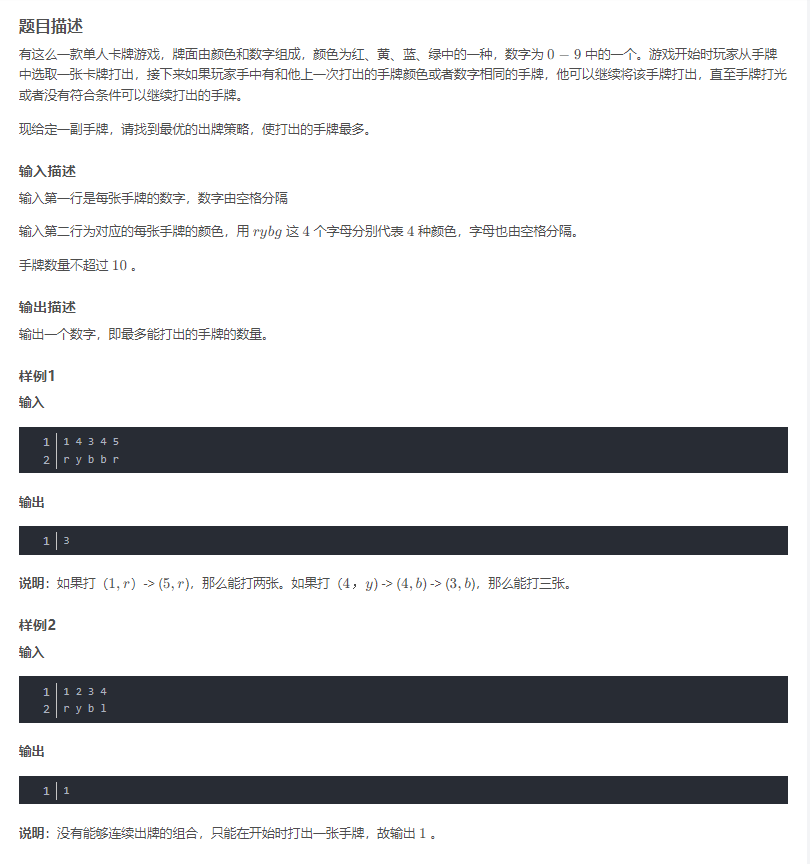 题目描述
有这么一款单人卡牌游戏，牌面由颜色和数字组成，颜色为红、黄、蓝、绿中的一种，数字为 0 − 9 中的一个。游戏开始时玩家从手牌
中选取一张卡牌打出，接下来如果玩家手中有和他上一次打出的手牌颜色或者数字相同的手牌，他可以继续将该手牌打出，直至手牌打光
或者没有符合条件可以继续打出的手牌。
现给定一副手牌，请找到最优的出牌策略，使打出的手牌最多。
输入描述
输入第一行是每张手牌的数字，数字由空格分隔
输入第二行为对应的每张手牌的颜色，用 rybg 这 4 个字母分别代表 4 种颜色，字母也由空格分隔。
手牌数量不超过 10 。
输出描述
输出一个数字，即最多能打出的手牌的数量。
样例1
输入
1 1 4 3 4 5
2 r y b b r
输出
1 3
说明：如果打（1, r）-> (5, r)，那么能打两张。如果打（4，y) -> (4, b) -> (3, b)，那么能打三张。
样例2
输入
1 1 2 3 4
2 r y b l
输出
1 1
说明：没有能够连续出牌的组合，只能在开始时打出一张手牌，故输出 1 。